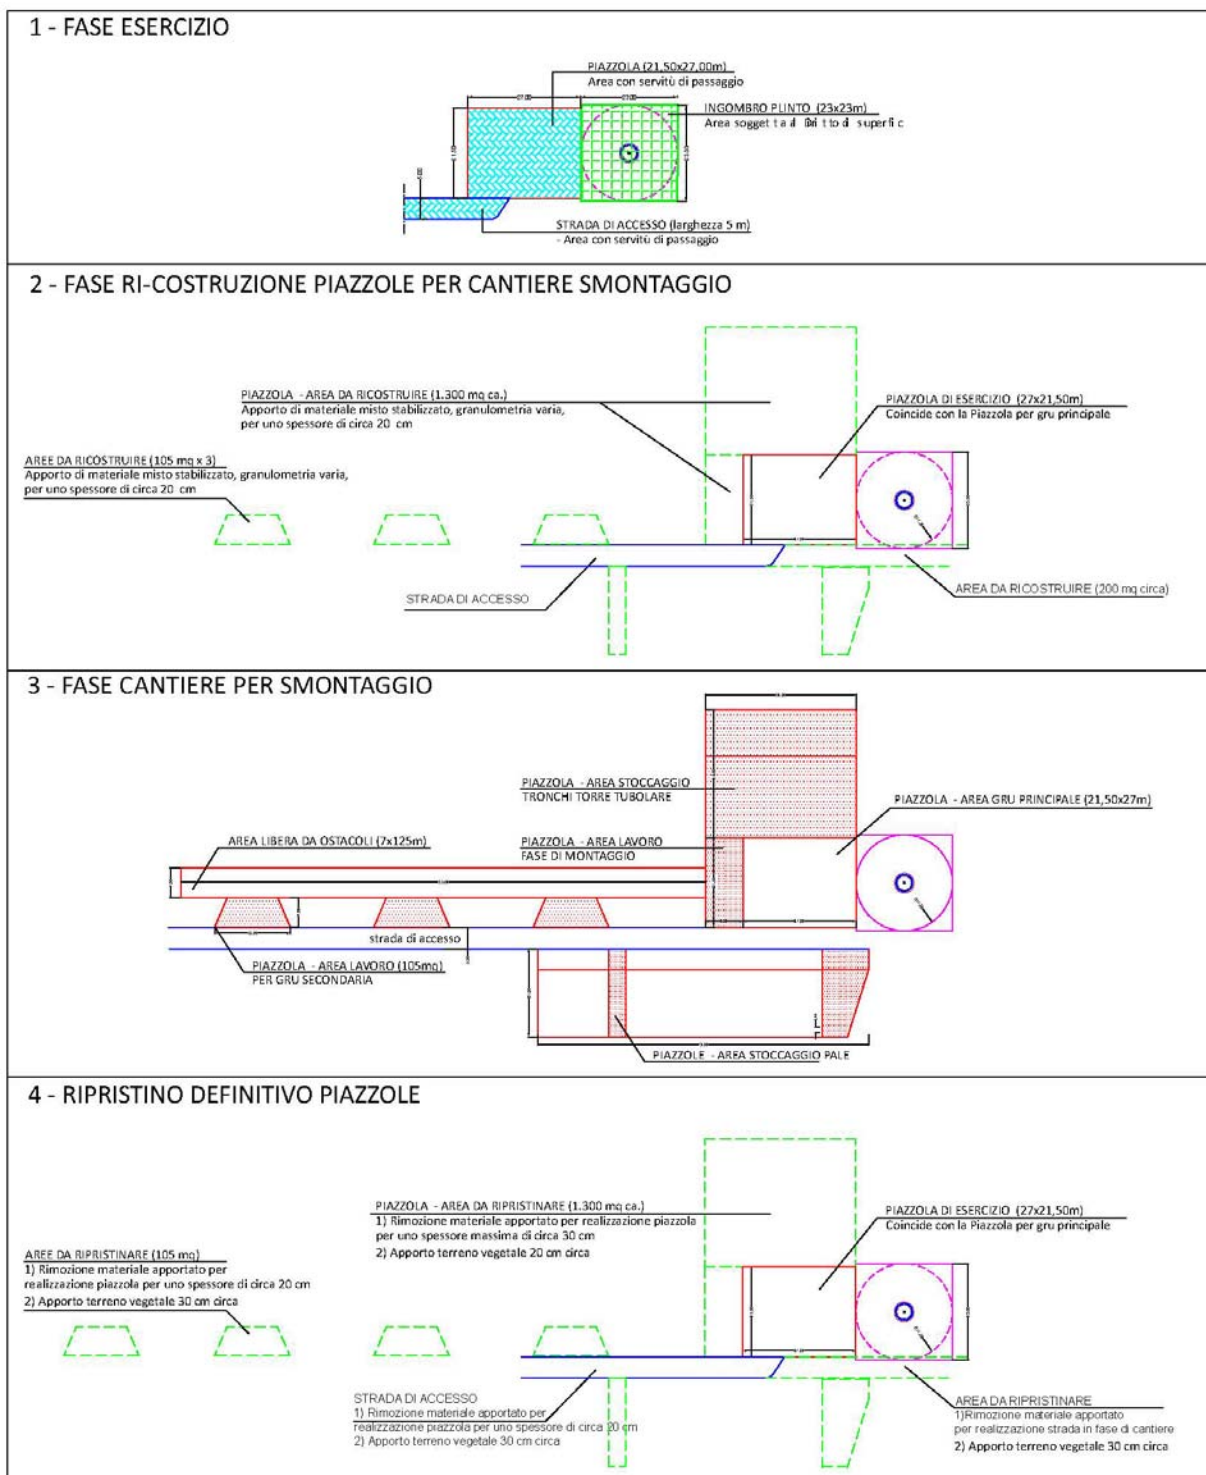 1 - FASE ESERCIZIO
PIAZZOLA (21,50x27,00m)
Area con servitù di passaggio
INGOMBRO PLINTO (23x23m)
Area soggetta al
STRADA DI ACCESSO (larghezza 5 m)
- Area con servitù di passaggio
2 - FASE RI-COSTRUZIONE PIAZZOLE PER CANTIERE SMONTAGGIO
PIAZZOLA - AREA DA RICOSTRUIRE (1.300 mq ca.)
Apporto di materiale misto stabilizzato, granulometria varia,
per uno spessore di circa 20 cm
PIAZZOLA DI ESERCIZIO (27x21,50m)
Coincide con la Piazzola per gru principale
AREE DA RICOSTRUIRE (105 mq x 3)
Apporto di materiale misto stabilizzato, granulometria varia,
per uno spessore di circa 20 cm
STRADA DI ACCESSO
AREA DA RICOSTRUIRE (200 mq circa)
3 - FASE CANTIERE PER SMONTAGGIO
PIAZZOLA - AREA STOCCAGGIO
TRONCHI TORRE TUBOLARE
PIAZZOLA - AREA GRU PRINCIPALE (21,50x27m)
AREA LIBERA DA OSTACOLI (7x125m)
PIAZZOLA - AREA LAVORO
FASE DI MONTAGGIO
strada di accesso
PIAZZOLA - AREA LAVORO (105mq)
PER GRU SECONDARIA
PIAZZOLE - AREA STOCCAGGIO PALE
4 - RIPRISTINO DEFINITIVO PIAZZOLE
PIAZZOLA - AREA DA RIPRISTINARE (1.300 mq ca.)
1) Rimozione materiale apportato per realizzazione piazzola
per uno spessore massima di circa 30 cm
2) Apporto terreno vegetale 20 cm circa
PIAZZOLA DI ESERCIZIO (27x21,50m)
Coincide con la Piazzola per gru principale
AREE DA RIPRISTINARE (105 mq)
1) Rimozione materiale apportato per
realizzazione piazzola per uno spessore di circa 20 cm
2) Apporto terreno vegetale 30 cm circa
STRADA DI ACCESSO
1) Rimozione materiale apportato per
realizzazione piazzola per uno spessore di circa 20 cm
2) Apporto terreno vegetale 30 cm circa
AREA DA RIPRISTINARE
1)Rimozione materiale apportato
per realizzazione strada in fase di cantiere
2) Apporto terreno vegetale 30 cm circa